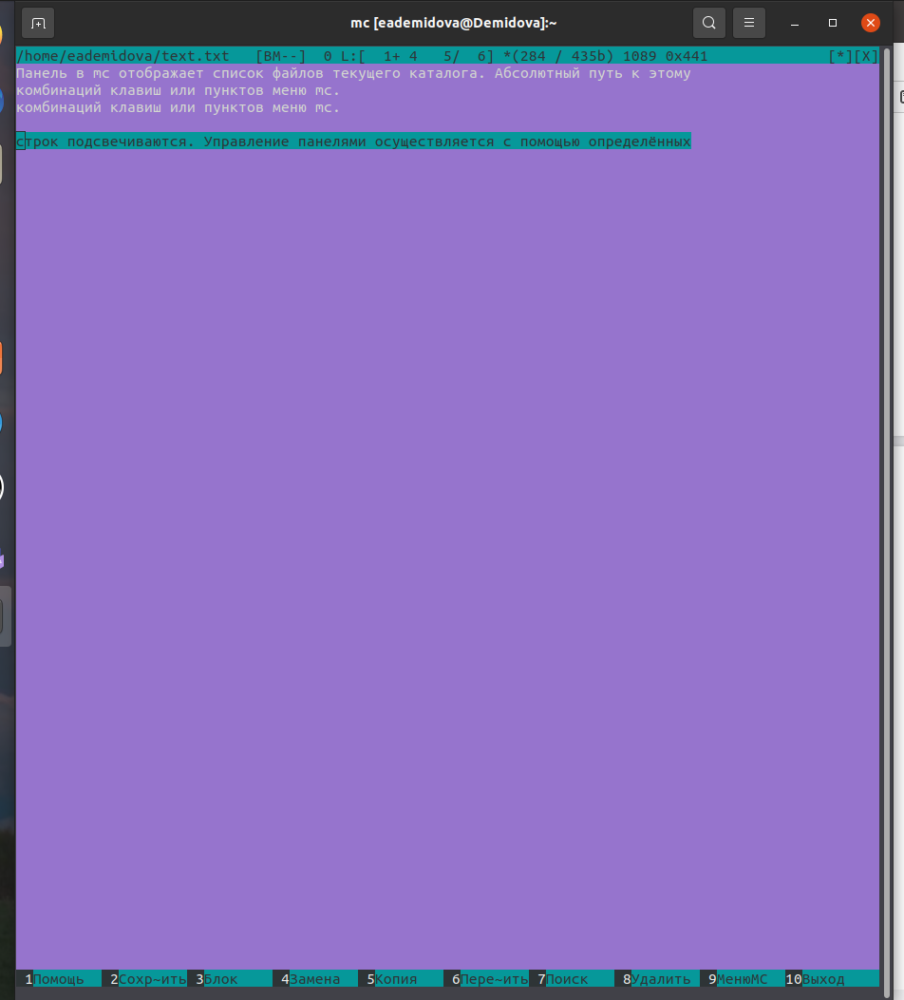 mc [eademidova@Demidova]:~
/home/eademidova/text.txt [BM--] 0 L:[ 1+ 4 5/ 6] *(284 / 435b) 1089 0x441 [*][X]
Панель в mc отображает список файлов текущего каталога. Абсолютный путь к этому
комбинаций клавиш или пунктов меню mc.
комбинаций клавиш или пунктов меню mc.
строк подсвечиваются. Управление панелями осуществляется с помощью определённых
1Помощь 2Сохр~ить 3Блок 4Замена 5Копия 6Пере~ить 7Поиск 8Удалить 9МенюMC 10Выход